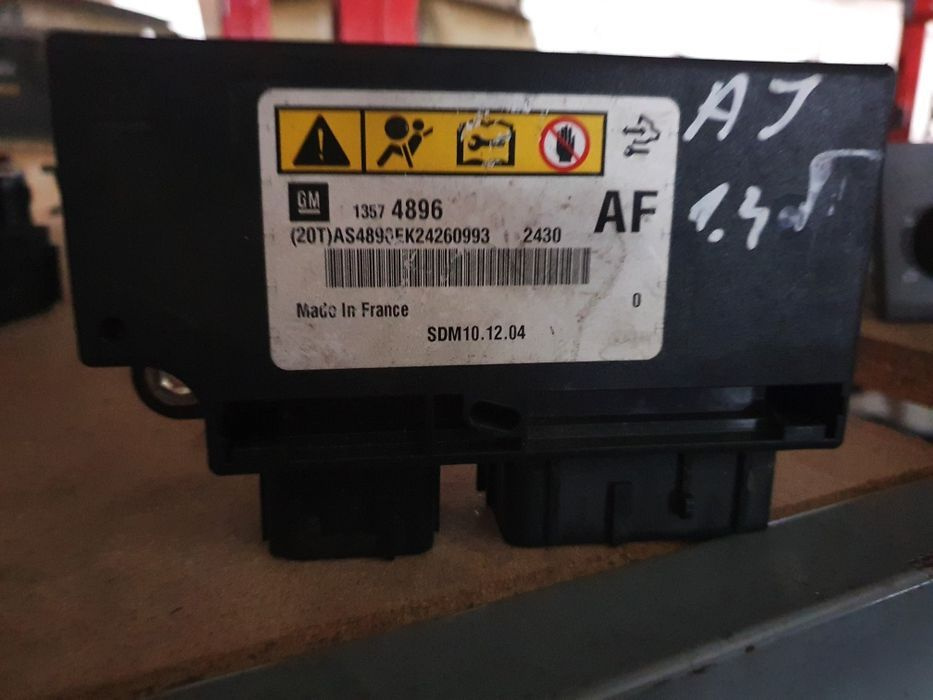 GM
1357 4896
AF
(20T)AS4890EK24260993 2430
Made In France
0
SDM10.12.04
AJ
1.4